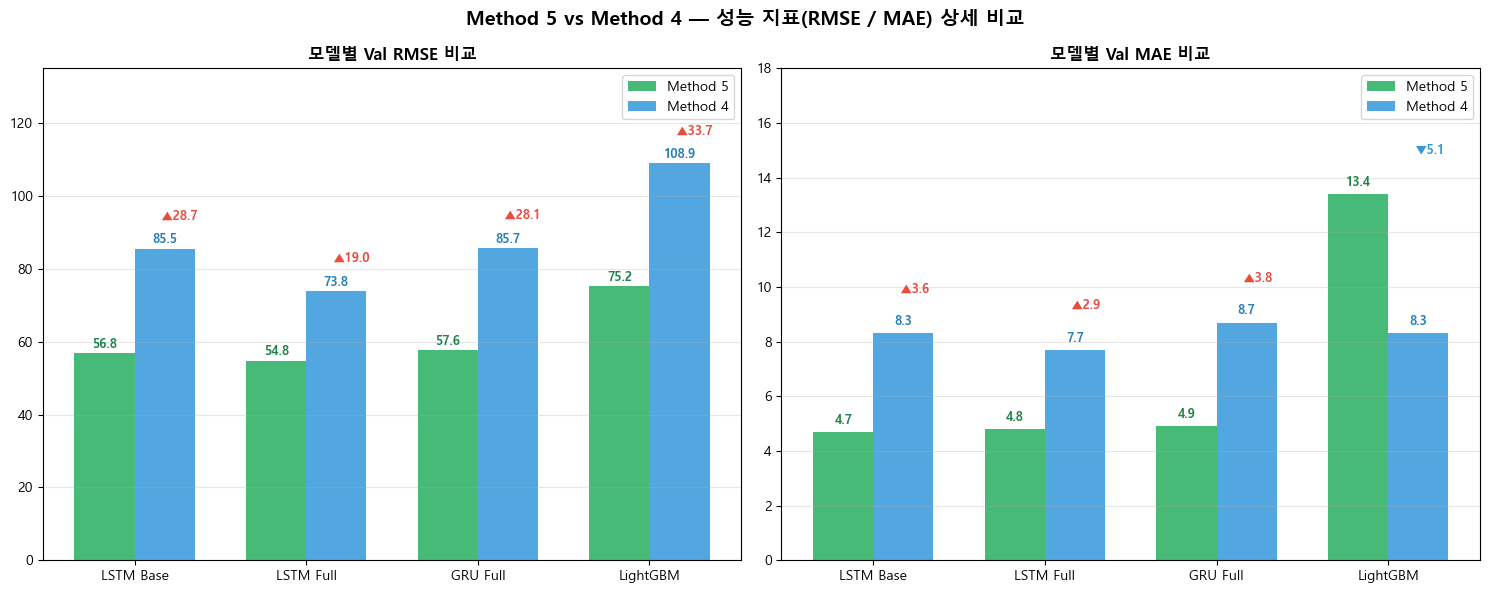 Method 5 vs Method 4 — 성능 지표(RMSE / MAE) 상세 비교
모델별 Val RMSE 비교
Method 5
Method 4
120
100
80
60
40
20
0
56.8
▲28.7
85.5
54.8
▲19.0
73.8
57.6
▲28.1
85.7
75.2
▲33.7
108.9
LSTM Base
LSTM Full
GRU Full
LightGBM
모델별 Val MAE 비교
Method 5
Method 4
18
16
14
12
10
8
6
4
2
0
4.7
▲3.6
8.3
4.8
▲2.9
7.7
4.9
▲3.8
8.7
13.4
▼5.1
8.3
LSTM Base
LSTM Full
GRU Full
LightGBM